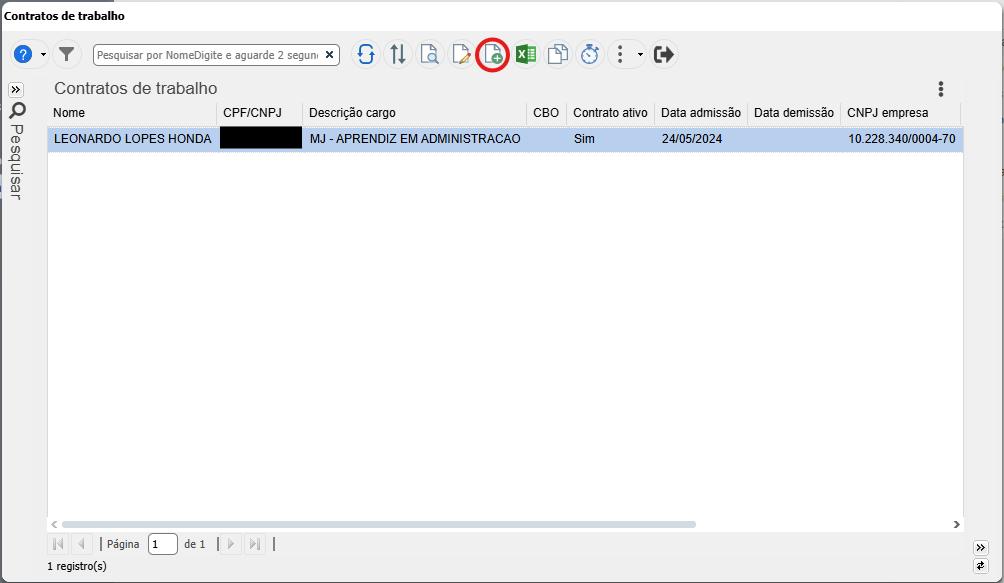 Contratos de trabalho
?
Pesquisar por NomeDigite e aguarde 2 segun
Pesquisar
Contratos de trabalho
Nome CPF/CNPJ Descrição cargo CBO Contrato ativo Data admissão Data demissão CNPJ empresa
LEONARDO LOPES HONDA MJ - APRENDIZ EM ADMINISTRACAO Sim 24/05/2024 10.228.340/0004-70
Página 1 de 1
1 registro(s)